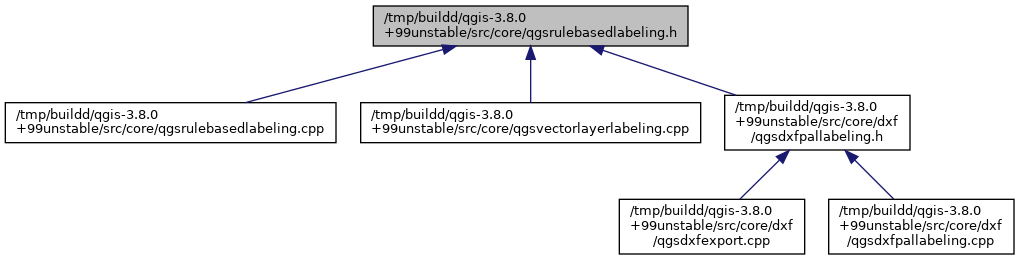 /tmp/buildd/qgis-3.8.0
+99unstable/src/core/qgsrulebasedlabeling.h
/tmp/buildd/qgis-3.8.0
+99unstable/src/core/qgsrulebasedlabeling.cpp
/tmp/buildd/qgis-3.8.0
+99unstable/src/core/qgsvectorlayerlabeling.cpp
/tmp/buildd/qgis-3.8.0
+99unstable/src/core/dxf
/qgsdxfpallabeling.h
/tmp/buildd/qgis-3.8.0
+99unstable/src/core/dxf
/qgsdxfexport.cpp
/tmp/buildd/qgis-3.8.0
+99unstable/src/core/dxf
/qgsdxfpallabeling.cpp